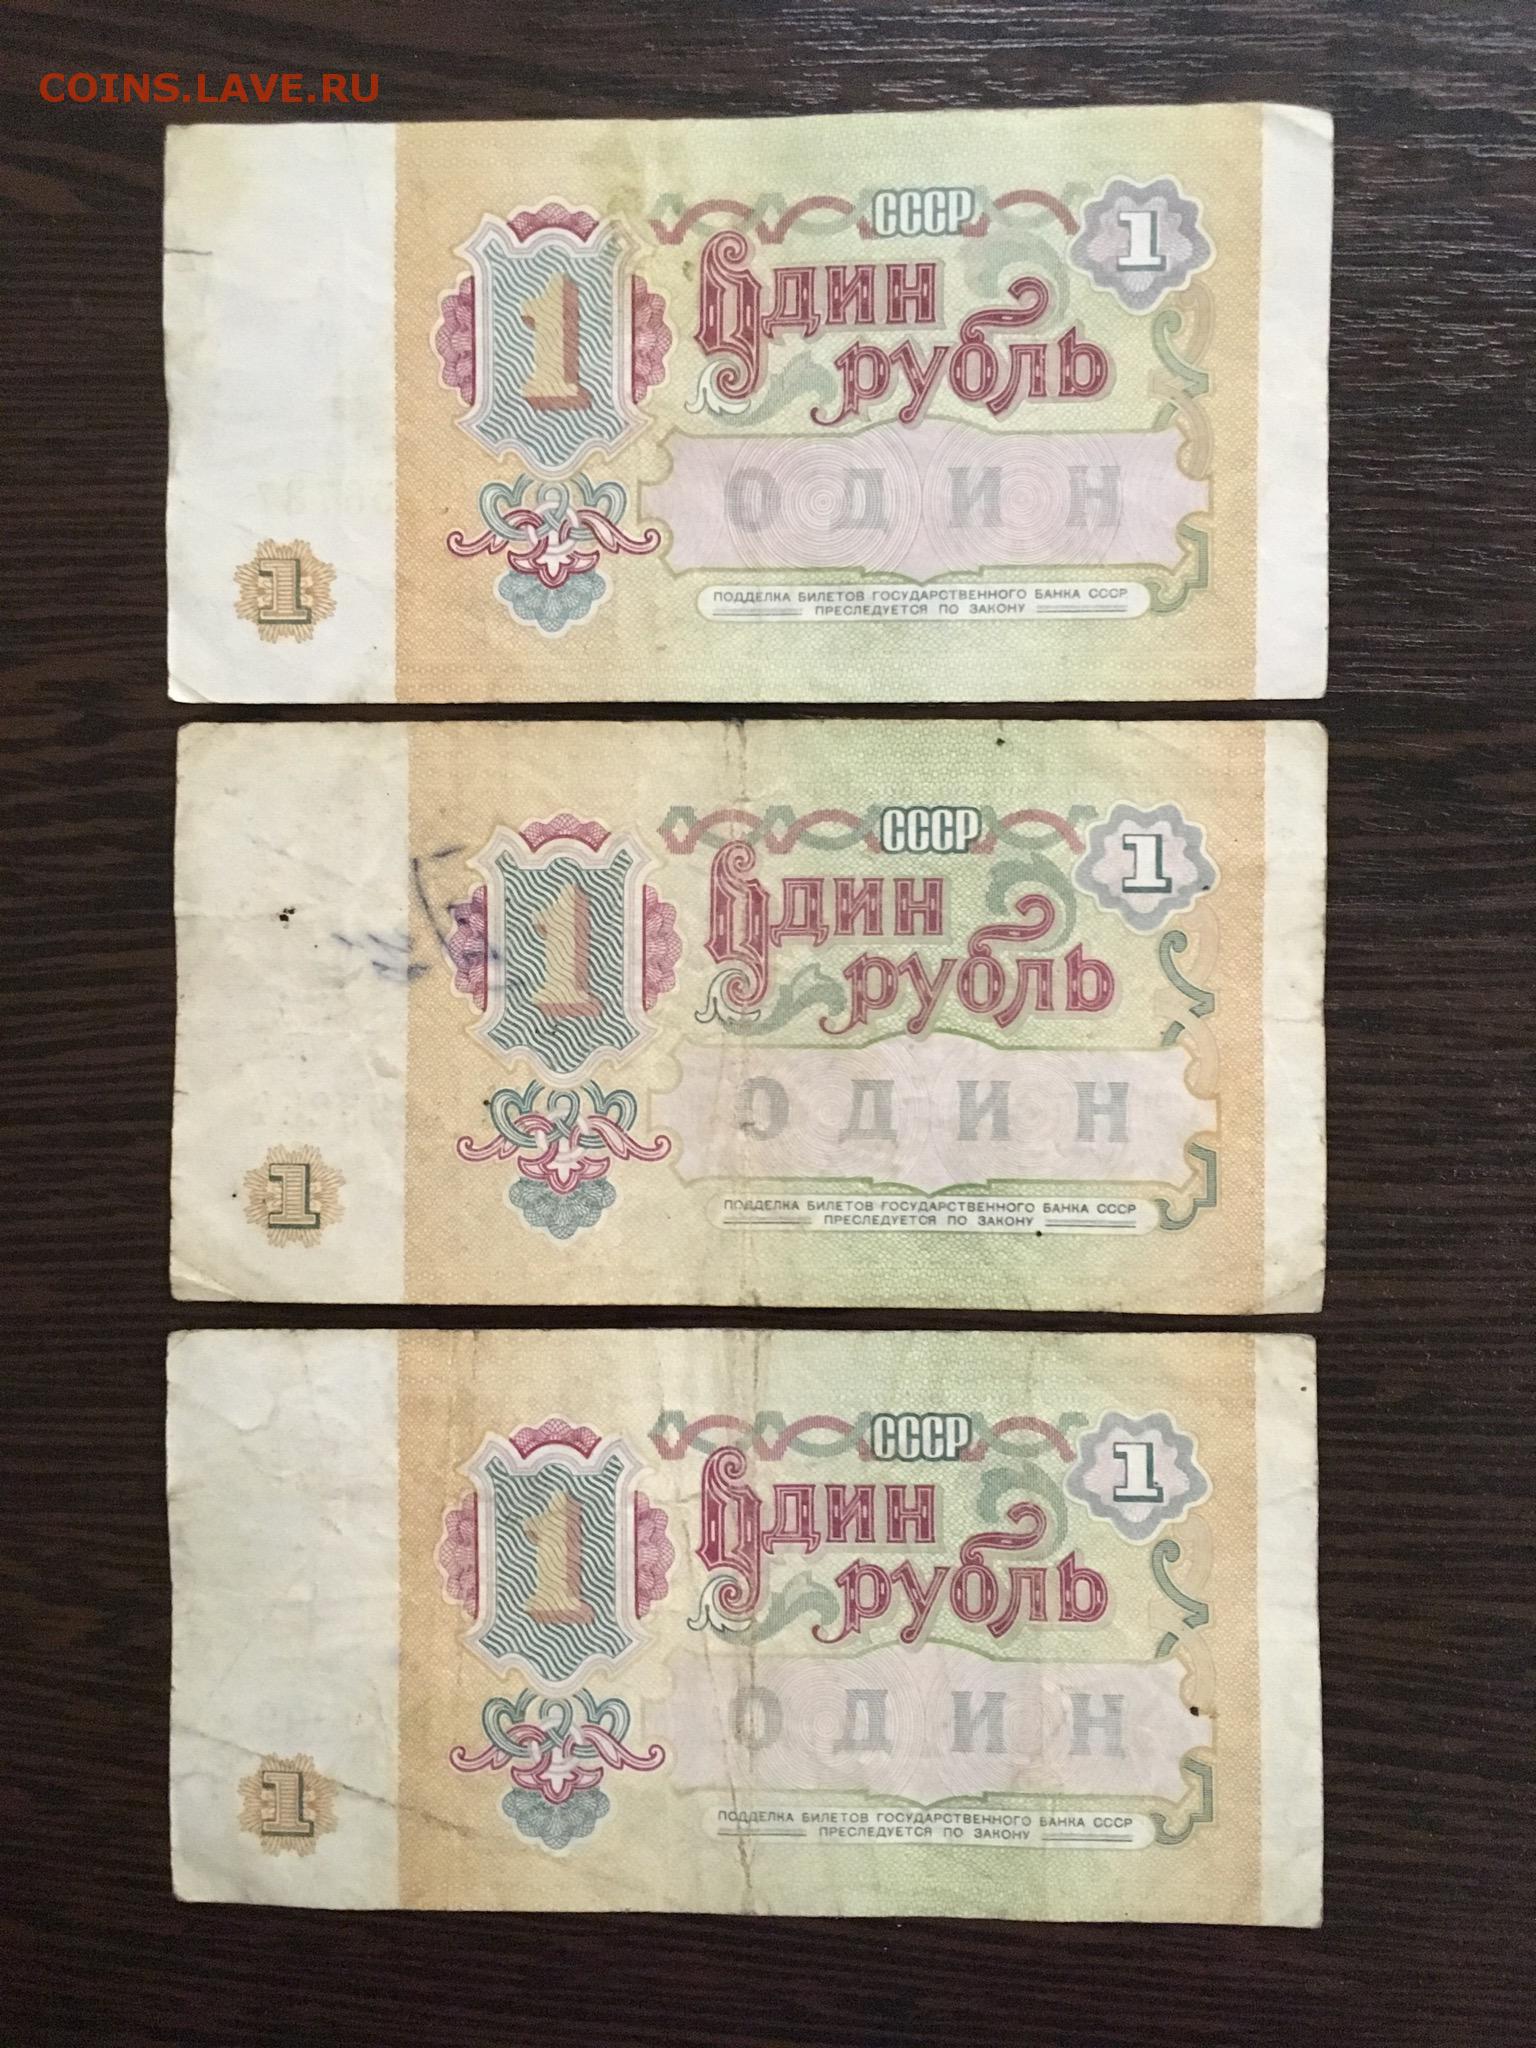 COINS.LAVE.RU
СССР
1
1
Один
рубль
ОДИН
ПОДДЕЛКА БИЛЕТОВ ГОСУДАРСТВЕННОГО БАНКА СССР
ПРЕСЛЕДУЕТСЯ ПО ЗАКОНУ
1
СССР
1
1
Один
рубль
ОДИН
ПОДДЕЛКА БИЛЕТОВ ГОСУДАРСТВЕННОГО БАНКА СССР
ПРЕСЛЕДУЕТСЯ ПО ЗАКОНУ
1
СССР
1
1
Один
рубль
ОДИН
ПОДДЕЛКА БИЛЕТОВ ГОСУДАРСТВЕННОГО БАНКА СССР
ПРЕСЛЕДУЕТСЯ ПО ЗАКОНУ
1